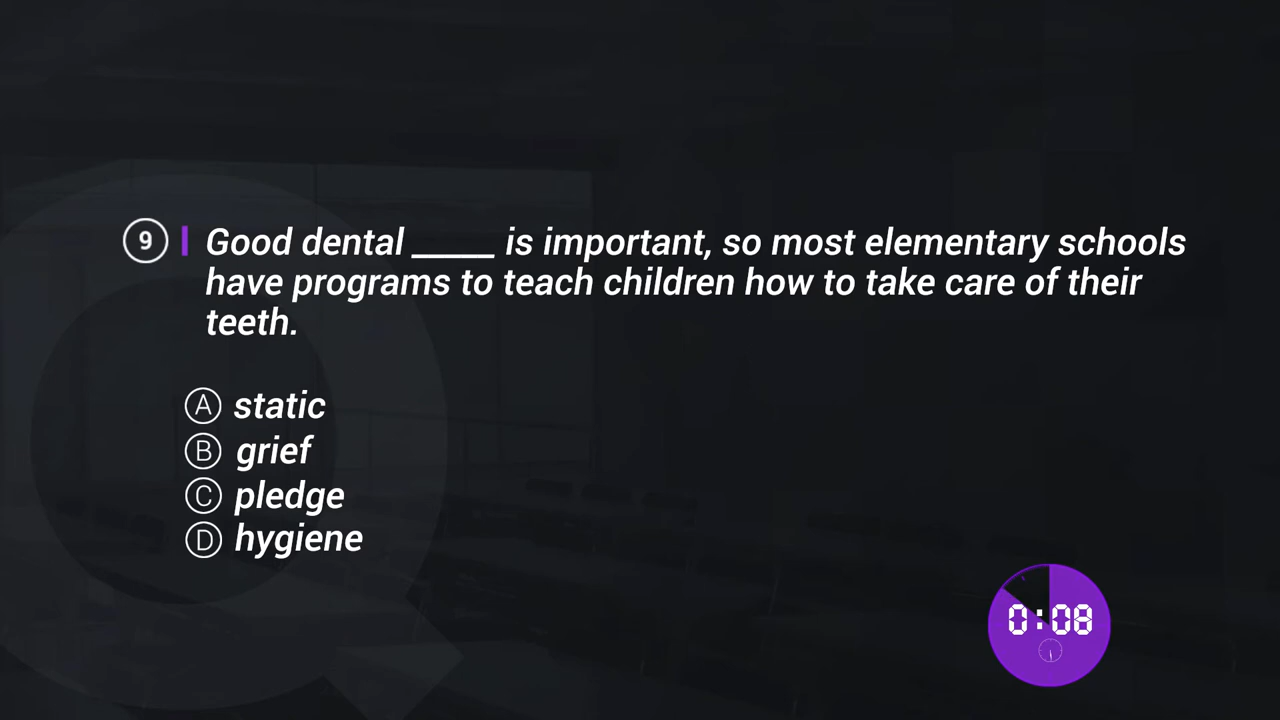 9 Good dental _____ is important, so most elementary schools
have programs to teach children how to take care of their
teeth.
A static
B grief
C pledge
D hygiene
0:08